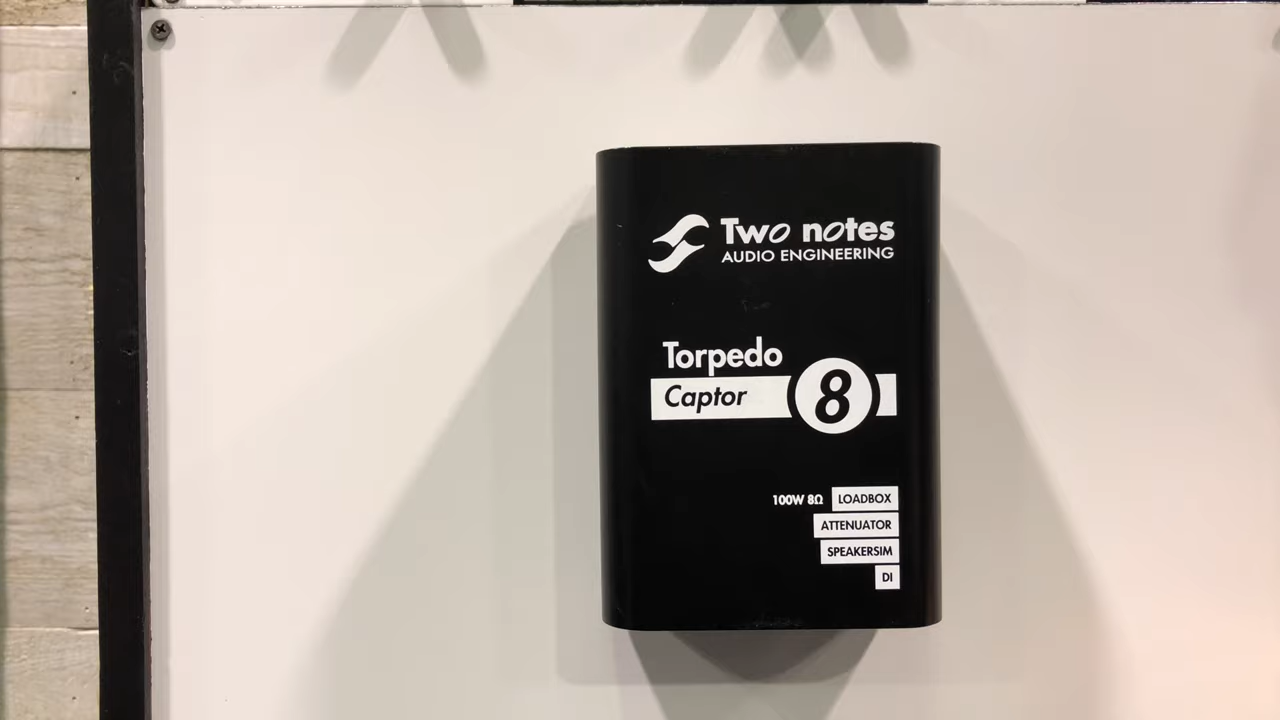 Two notes
AUDIO ENGINEERING
Torpedo
Captor 8
100W 8Ω LOADBOX
ATTENUATOR
SPEAKERSIM
DI